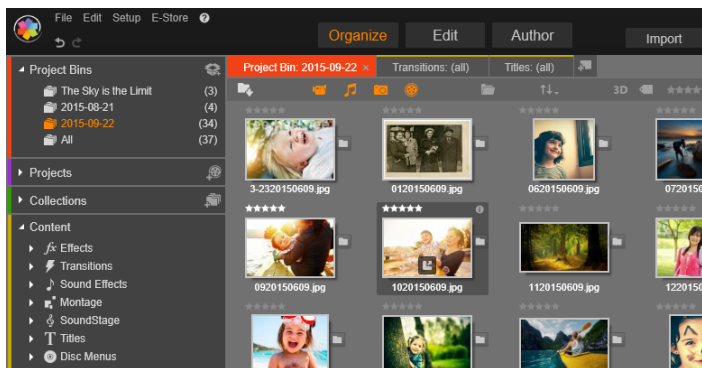 File Edit Setup E-Store
Organize Edit Author Import
Project Bins
The Sky is the Limit (3)
2015-08-21 (4)
2015-09-22 (34)
All (37)
Projects
Collections
Content
fx Effects
Transitions
Sound Effects
Montage
SoundStage
Titles
Disc Menus
Project Bin: 2015-09-22 × Transitions: (all) Titles: (all)
3D
3-2320150609.jpg 0120150609.jpg 0620150609.jpg 0720150
0920150609.jpg 1020150609.jpg 1120150609.jpg 1220150